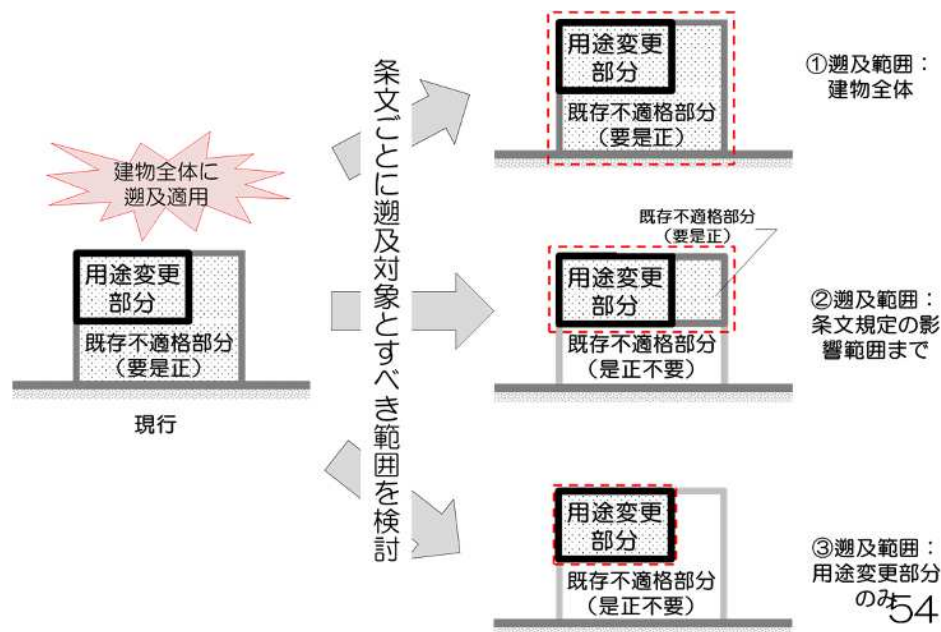 建物全体に
遡及適用
用途変更
部分
既存不適格部分
(要是正)
現行
条文ごとに遡及対象とすべき範囲を検討
用途変更
部分
既存不適格部分
(要是正)
①遡及範囲：
建物全体
既存不適格部分
(要是正)
用途変更
部分
既存不適格部分
(是正不要)
②遡及範囲：
条文規定の影
響範囲まで
用途変更
部分
既存不適格部分
(是正不要)
③遡及範囲：
用途変更部分
のみ
54